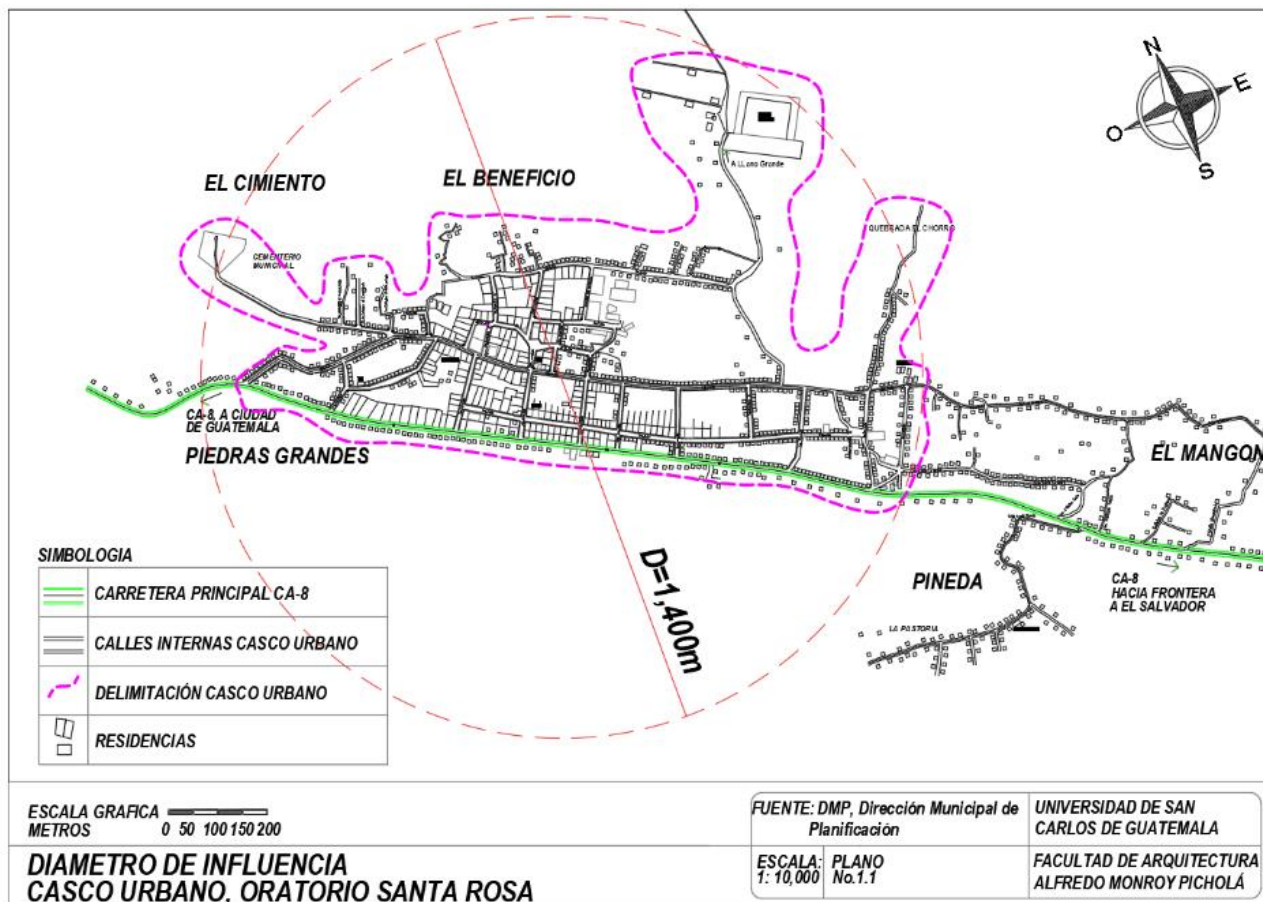 N
E
O
S
EL CIMIENTO
EL BENEFICIO
A LLano Grande
QUEBRADA EL CHORRO
CEMENTERIO
MUNICIPAL
CA-8, A CIUDAD
DE GUATEMALA
PIEDRAS GRANDES
EL MANGON
D=1,400m
PINEDA
CA-8
HACIA FRONTERA
A EL SALVADOR
LA PASTORIA
SIMBOLOGIA
CARRETERA PRINCIPAL CA-8
CALLES INTERNAS CASCO URBANO
DELIMITACIÓN CASCO URBANO
RESIDENCIAS
ESCALA GRAFICA
METROS 0 50 100 150 200
DIAMETRO DE INFLUENCIA
CASCO URBANO, ORATORIO SANTA ROSA
FUENTE: DMP, Dirección Municipal de
Planificación
UNIVERSIDAD DE SAN
CARLOS DE GUATEMALA
ESCALA:
1: 10,000
PLANO
No.1.1
FACULTAD DE ARQUITECTURA
ALFREDO MONROY PICHOLÁ